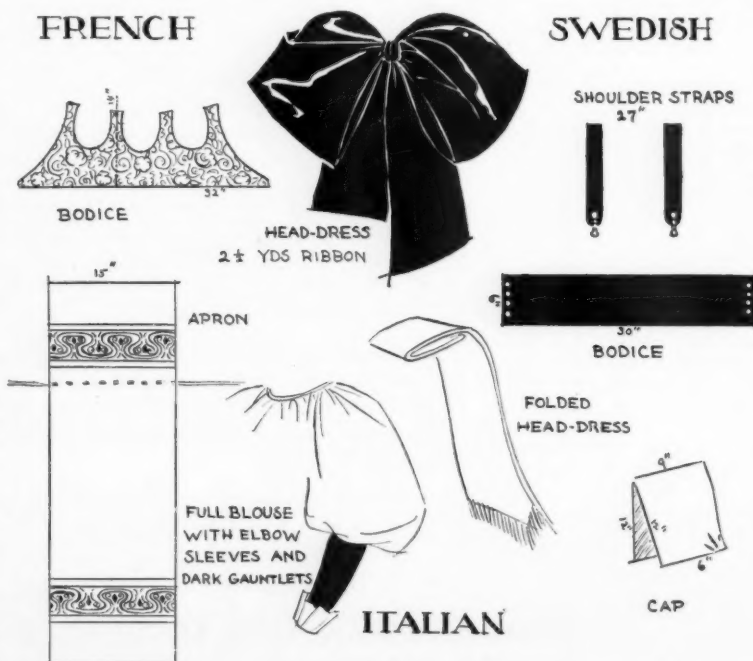 FRENCH
SWEDISH
SHOULDER STRAPS
27"
32"
BODICE
HEAD-DRESS
2½ YDS RIBBON
30"
BODICE
15"
APRON
FOLDED
HEAD-DRESS
FULL BLOUSE
WITH ELBOW
SLEEVES AND
DARK GAUNTLETS
9"
6"
CAP
ITALIAN